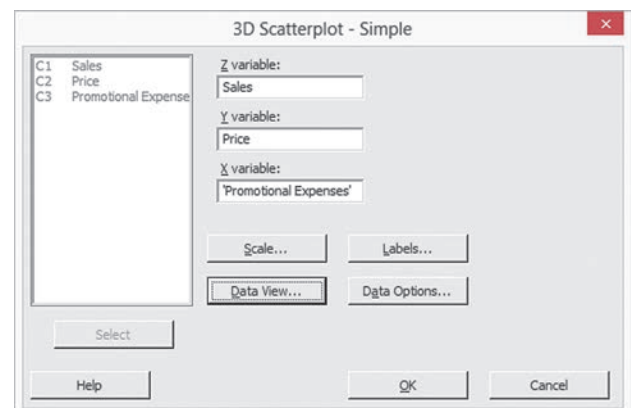 3D Scatterplot - Simple
×
C1 Sales
C2 Price
C3 Promotional Expense
Z variable:
Sales
Y variable:
Price
X variable:
'Promotional Expenses'
Scale...
Labels...
Data View...
Data Options...
Select
Help
OK
Cancel